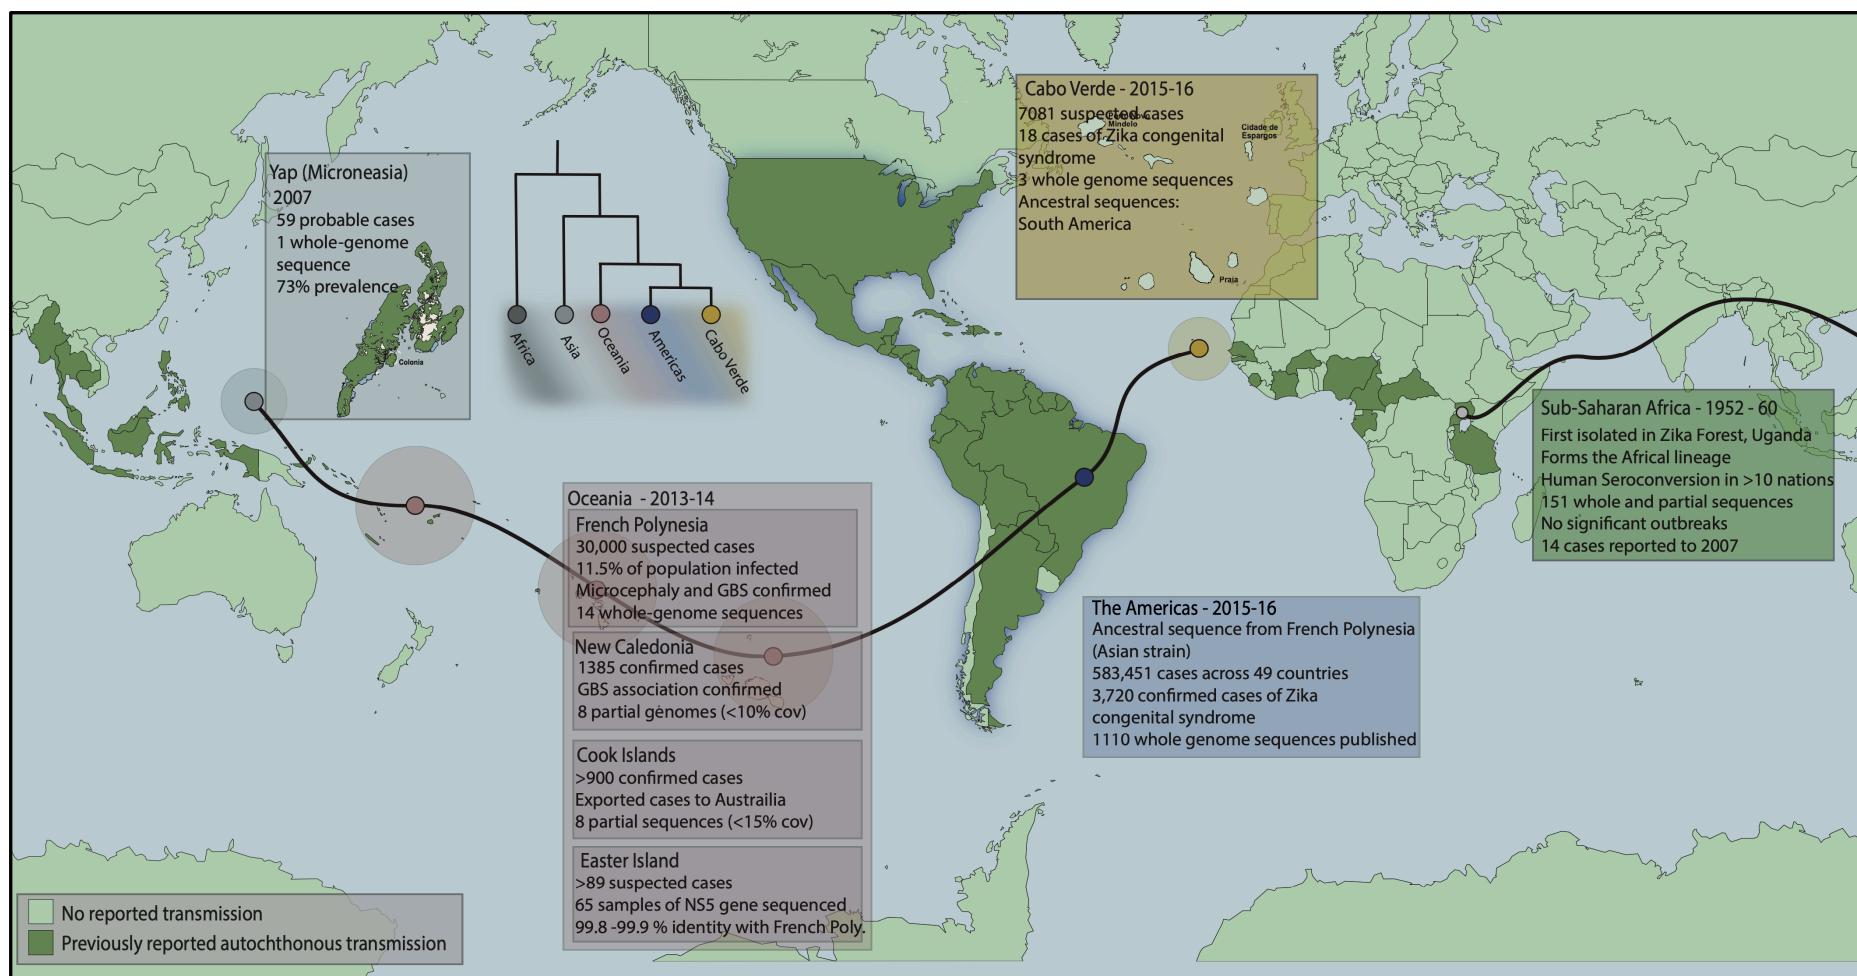 Yap (Microneasia)
2007
59 probable cases
1 whole-genome
sequence
73% prevalence
Colonia
Africa
Asia
Oceania
Americas
Cabo Verde
Cabo Verde - 2015-16
7081 suspected cases
18 cases of Zika congenital
syndrome
3 whole genome sequences
Ancestral sequences:
South America
Mindelo
Cidade de
Espargos
Praia
Sub-Saharan Africa - 1952 - 60
First isolated in Zika Forest, Uganda
Forms the Africal lineage
Human Seroconversion in >10 nations
151 whole and partial sequences
No significant outbreaks
14 cases reported to 2007
Oceania - 2013-14
French Polynesia
30,000 suspected cases
11.5% of population infected
Microcephaly and GBS confirmed
14 whole-genome sequences
New Caledonia
1385 confirmed cases
GBS association confirmed
8 partial genomes (<10% cov)
Cook Islands
>900 confirmed cases
Exported cases to Austrailia
8 partial sequences (<15% cov)
Easter Island
>89 suspected cases
65 samples of NS5 gene sequenced
99.8 -99.9 % identity with French Poly.
The Americas - 2015-16
Ancestral sequence from French Polynesia
(Asian strain)
583,451 cases across 49 countries
3,720 confirmed cases of Zika
congenital syndrome
1110 whole genome sequences published
No reported transmission
Previously reported autochthonous transmission